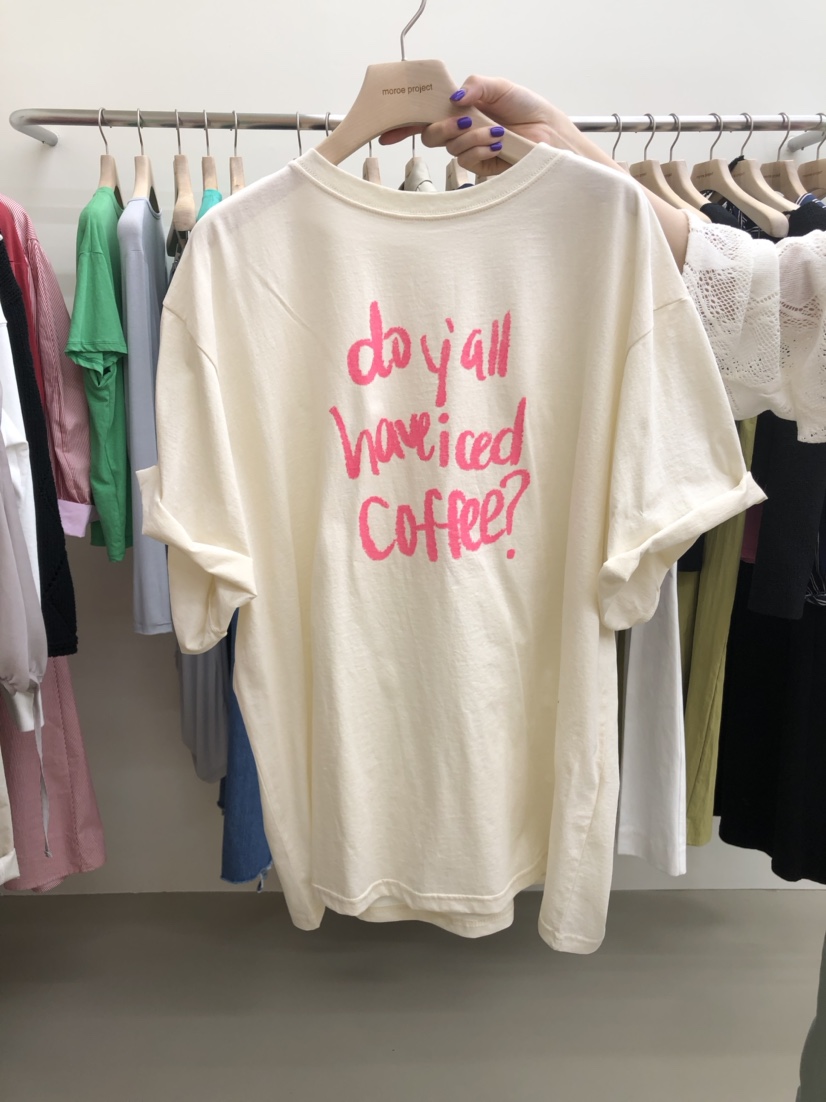 moroe project
do y'all
have iced
coffee?